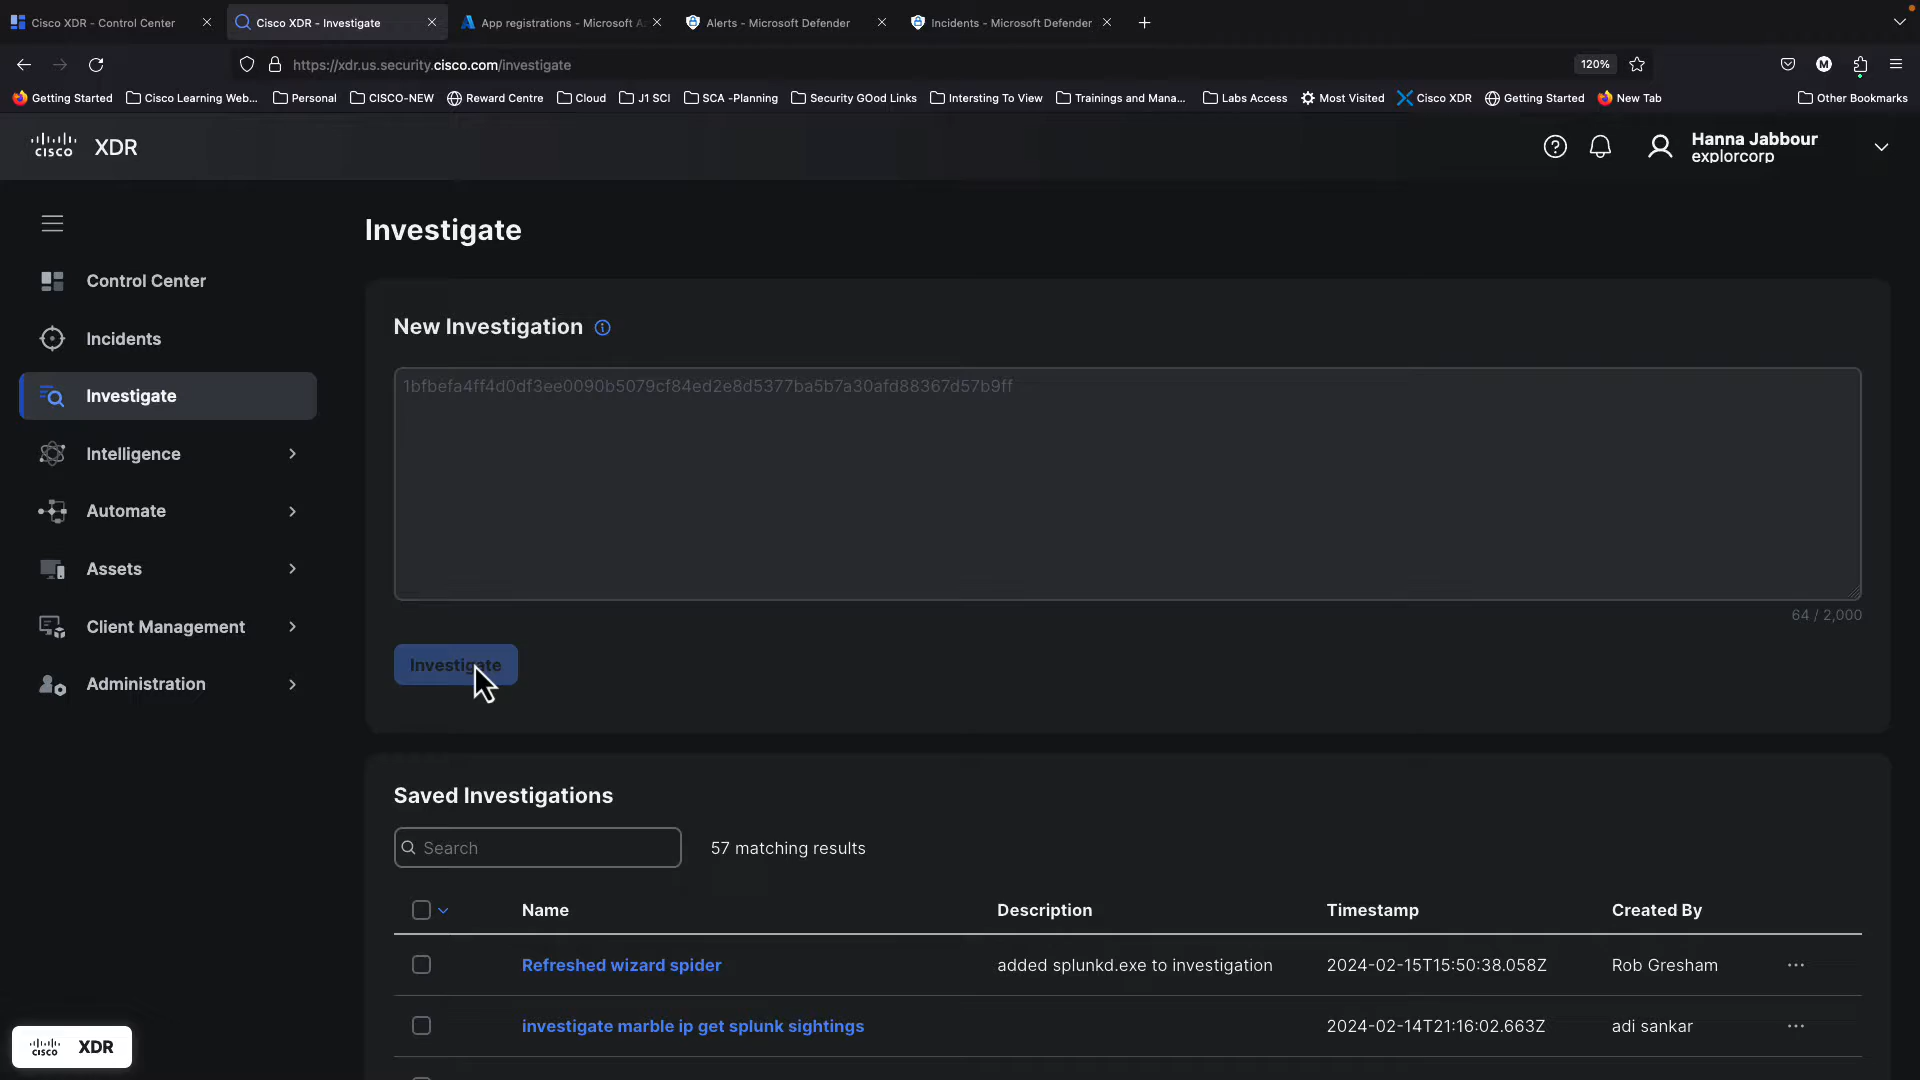 Cisco XDR - Control Center
Cisco XDR - Investigate
App registrations - Microsoft A
Alerts - Microsoft Defender
Incidents - Microsoft Defender
https://xdr.us.security.cisco.com/investigate
120%
M
Getting Started
Cisco Learning Web...
Personal
CISCO-NEW
Reward Centre
Cloud
J1 SCI
SCA -Planning
Security GOod Links
Intersting To View
Trainings and Mana...
Labs Access
Most Visited
Cisco XDR
Getting Started
New Tab
Other Bookmarks
CISCO XDR
Hanna Jabbour
explorcorp
Control Center
Incidents
Investigate
Intelligence
Automate
Assets
Client Management
Administration
Investigate
New Investigation
1bfbefa4ff4d0df3ee0090b5079cf84ed2e8d5377ba5b7a30afd88367d57b9ff
64 / 2,000
Investigate
Saved Investigations
Search
57 matching results
Name Description Timestamp Created By
Refreshed wizard spider added splunkd.exe to investigation 2024-02-15T15:50:38.058Z Rob Gresham
investigate marble ip get splunk sightings 2024-02-14T21:16:02.663Z adi sankar
CISCO XDR